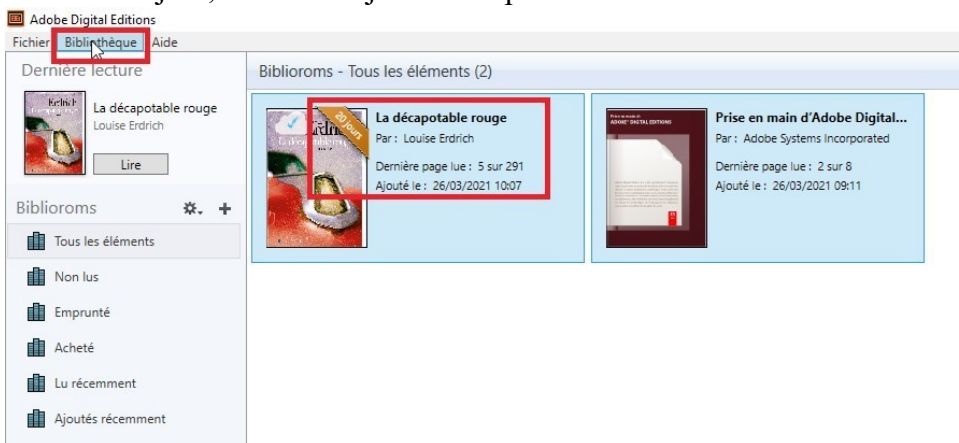 Adobe Digital Editions
Fichier Bibliothèque Aide
Dernière lecture
La décapotable rouge
Louise Erdrich
Lire
Biblioroms
Tous les éléments
Non lus
Emprunté
Acheté
Lu récemment
Ajoutés récemment
Biblioroms - Tous les éléments (2)
20 jours
La décapotable rouge
Par : Louise Erdrich
Dernière page lue : 5 sur 291
Ajouté le : 26/03/2021 10:07
Prise en main d'Adobe Digital...
Par : Adobe Systems Incorporated
Dernière page lue : 2 sur 8
Ajouté le : 26/03/2021 09:11